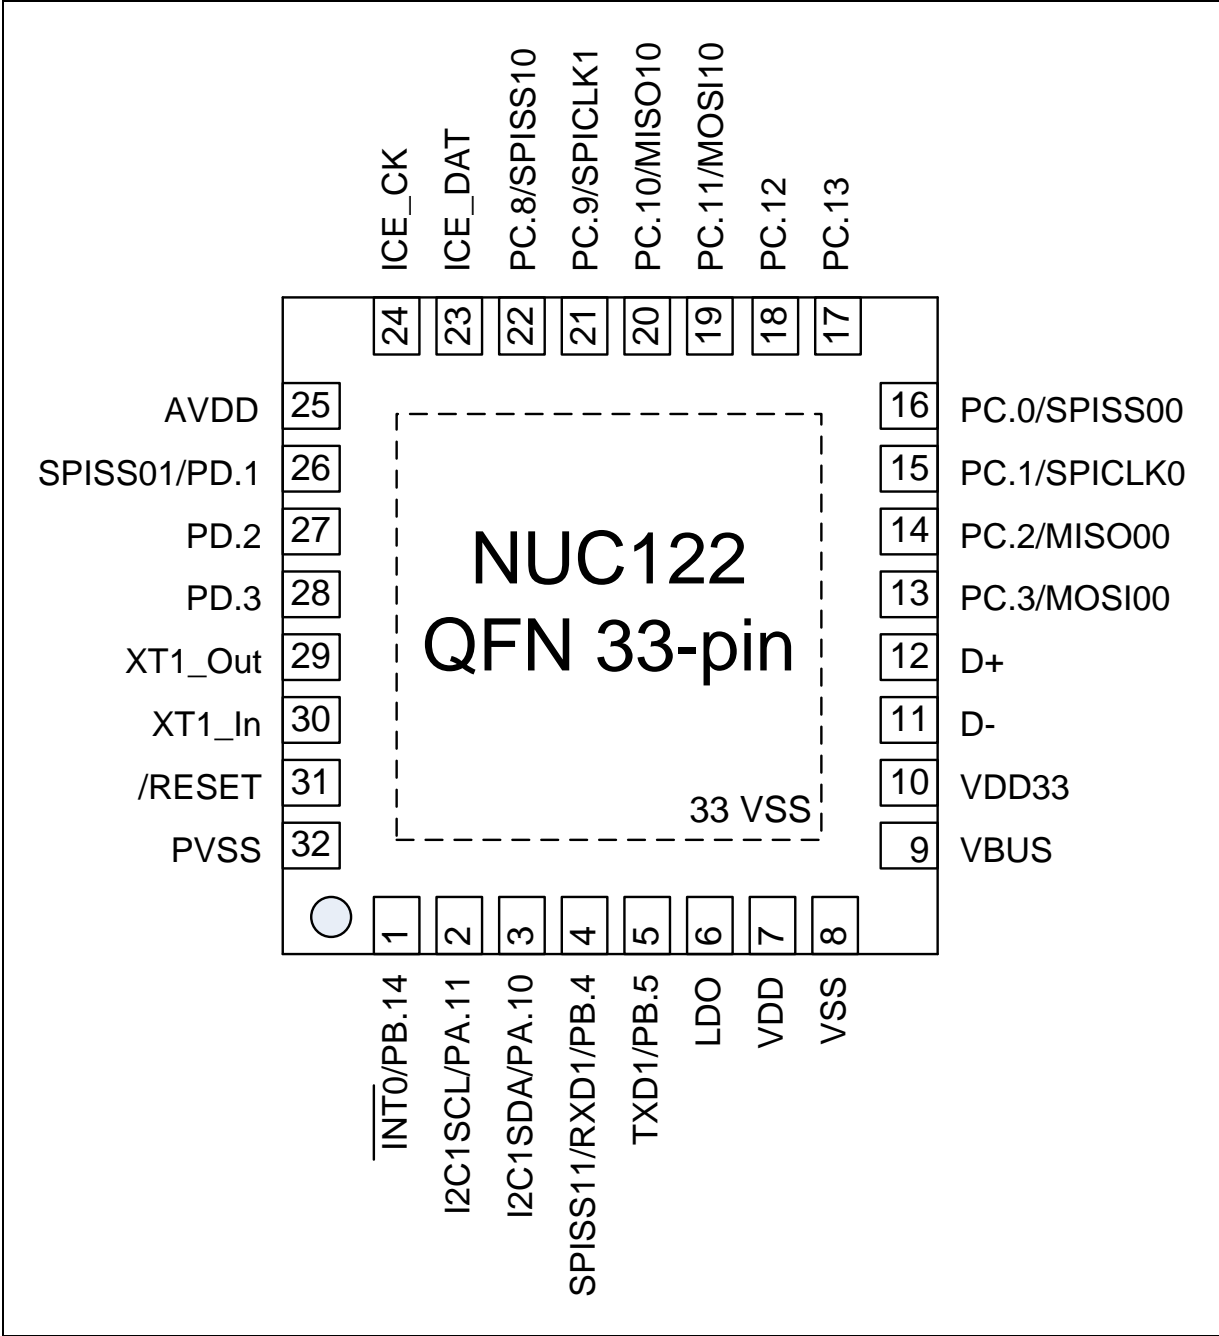 ICE_CK
ICE_DAT
PC.8/SPISS10
PC.9/SPICLK1
PC.10/MISO10
PC.11/MOSI10
PC.12
PC.13
24
23
22
21
20
19
18
17
AVDD 25
SPISS01/PD.1 26
PD.2 27
PD.3 28
XT1_Out 29
XT1_In 30
/RESET 31
PVSS 32
NUC122
QFN 33-pin
33 VSS
16 PC.0/SPISS00
15 PC.1/SPICLK0
14 PC.2/MISO00
13 PC.3/MOSI00
12 D+
11 D-
10 VDD33
9 VBUS
1
2
3
4
5
6
7
8
INT0/PB.14
I2C1SCL/PA.11
I2C1SDA/PA.10
SPISS11/RXD1/PB.4
TXD1/PB.5
LDO
VDD
VSS